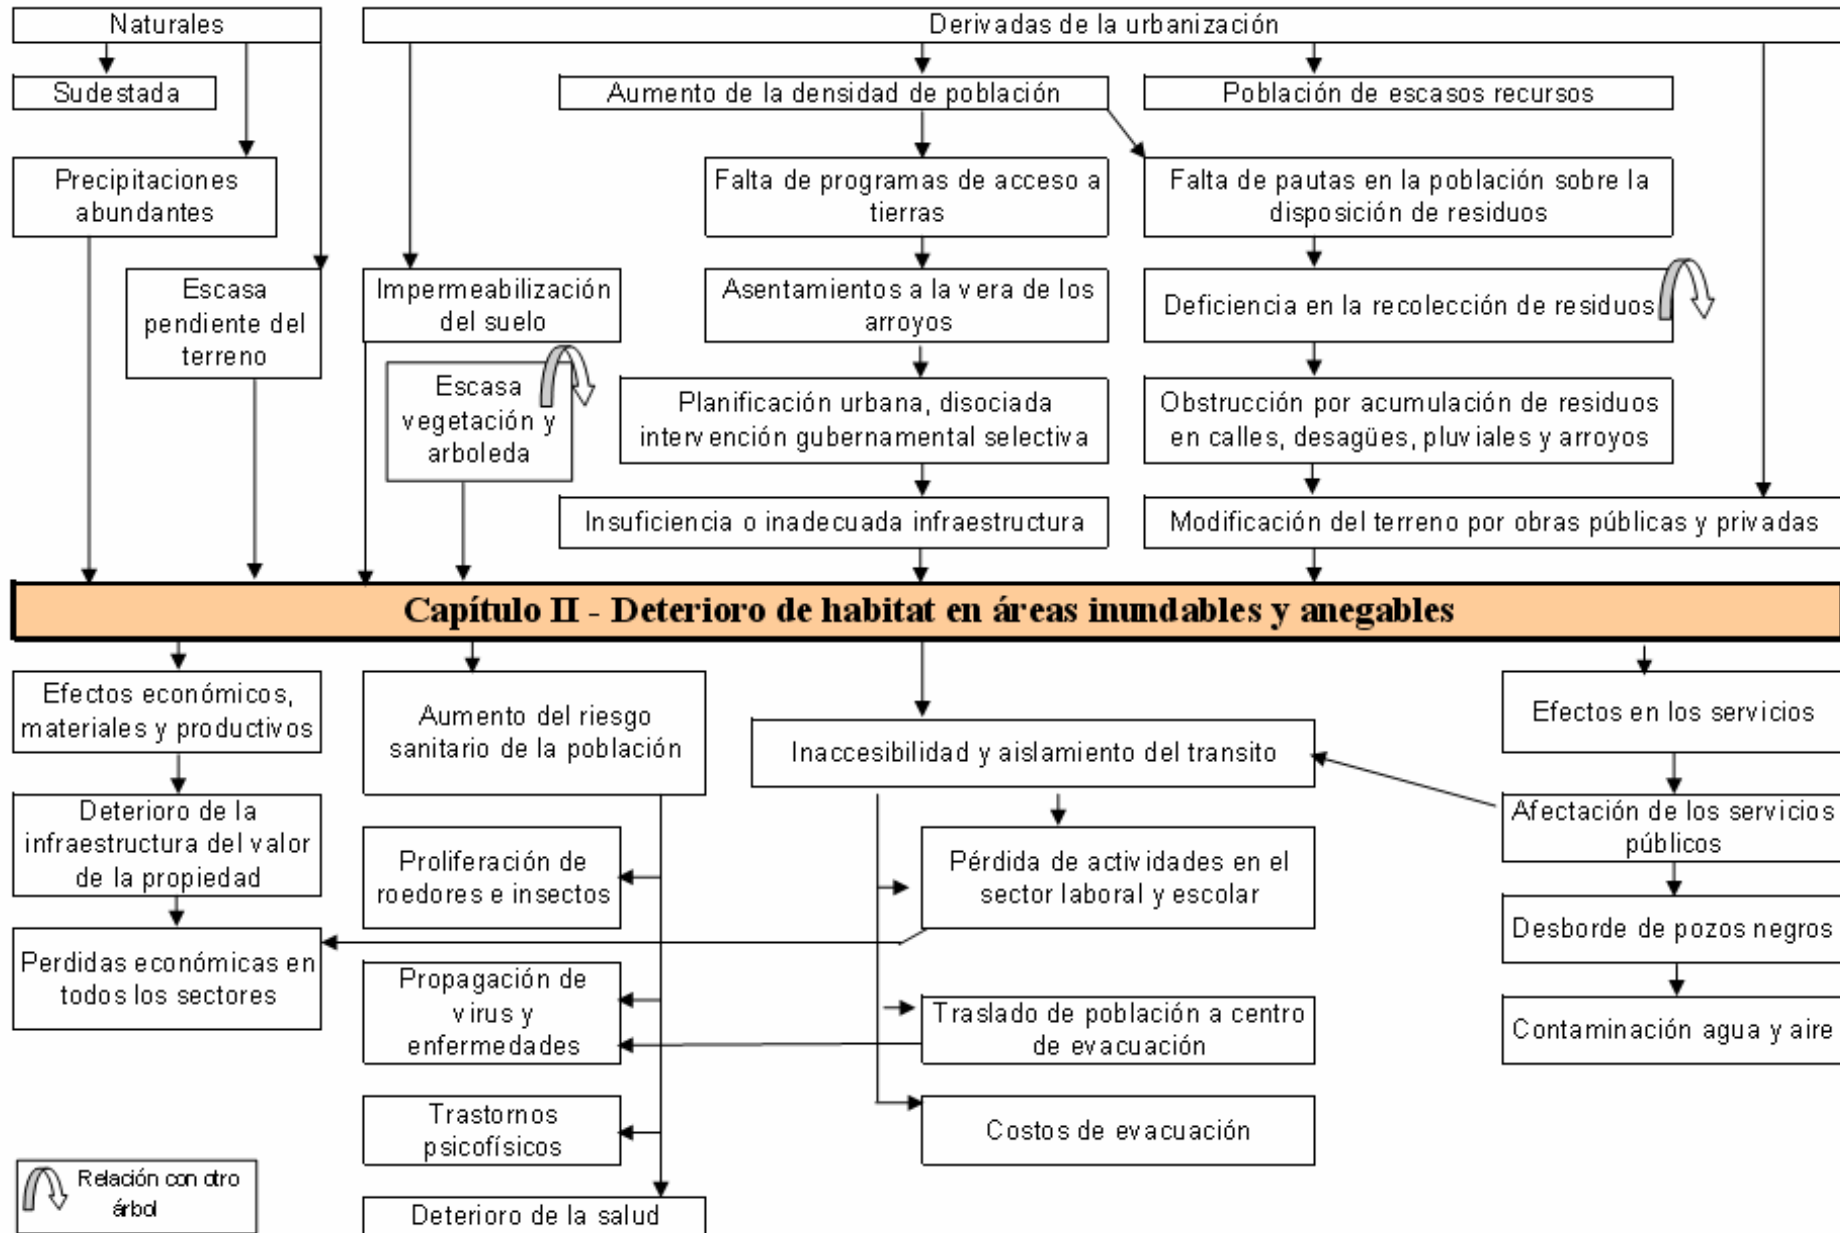 Naturales
Derivadas de la urbanización
Sudestada
Aumento de la densidad de población
Población de escasos recursos
Precipitaciones
abundantes
Falta de programas de acceso a
tierras
Falta de pautas en la población sobre la
disposición de residuos
Escasa
pendiente del
terreno
Impermeabilización
del suelo
Asentamientos a la vera de los
arroyos
Deficiencia en la recolección de residuos
Escasa
vegetación y
arboleda
Planificación urbana, disociada
intervención gubernamental selectiva
Obstrucción por acumulación de residuos
en calles, desagües, pluviales y arroyos
Insuficiencia o inadecuada infraestructura
Modificación del terreno por obras públicas y privadas
Capítulo II - Deterioro de habitat en áreas inundables y anegables
Efectos económicos,
materiales y productivos
Aumento del riesgo
sanitario de la población
Inaccesibilidad y aislamiento del transito
Efectos en los servicios
Deterioro de la
infraestructura del valor
de la propiedad
Proliferación de
roedores e insectos
Pérdida de actividades en el
sector laboral y escolar
Afectación de los servicios
públicos
Perdidas económicas en
todos los sectores
Propagación de
virus y
enfermedades
Traslado de población a centro
de evacuación
Desborde de pozos negros
Contaminación agua y aire
Trastornos
psicofísicos
Costos de evacuación
Relación con otro
árbol
Deterioro de la salud